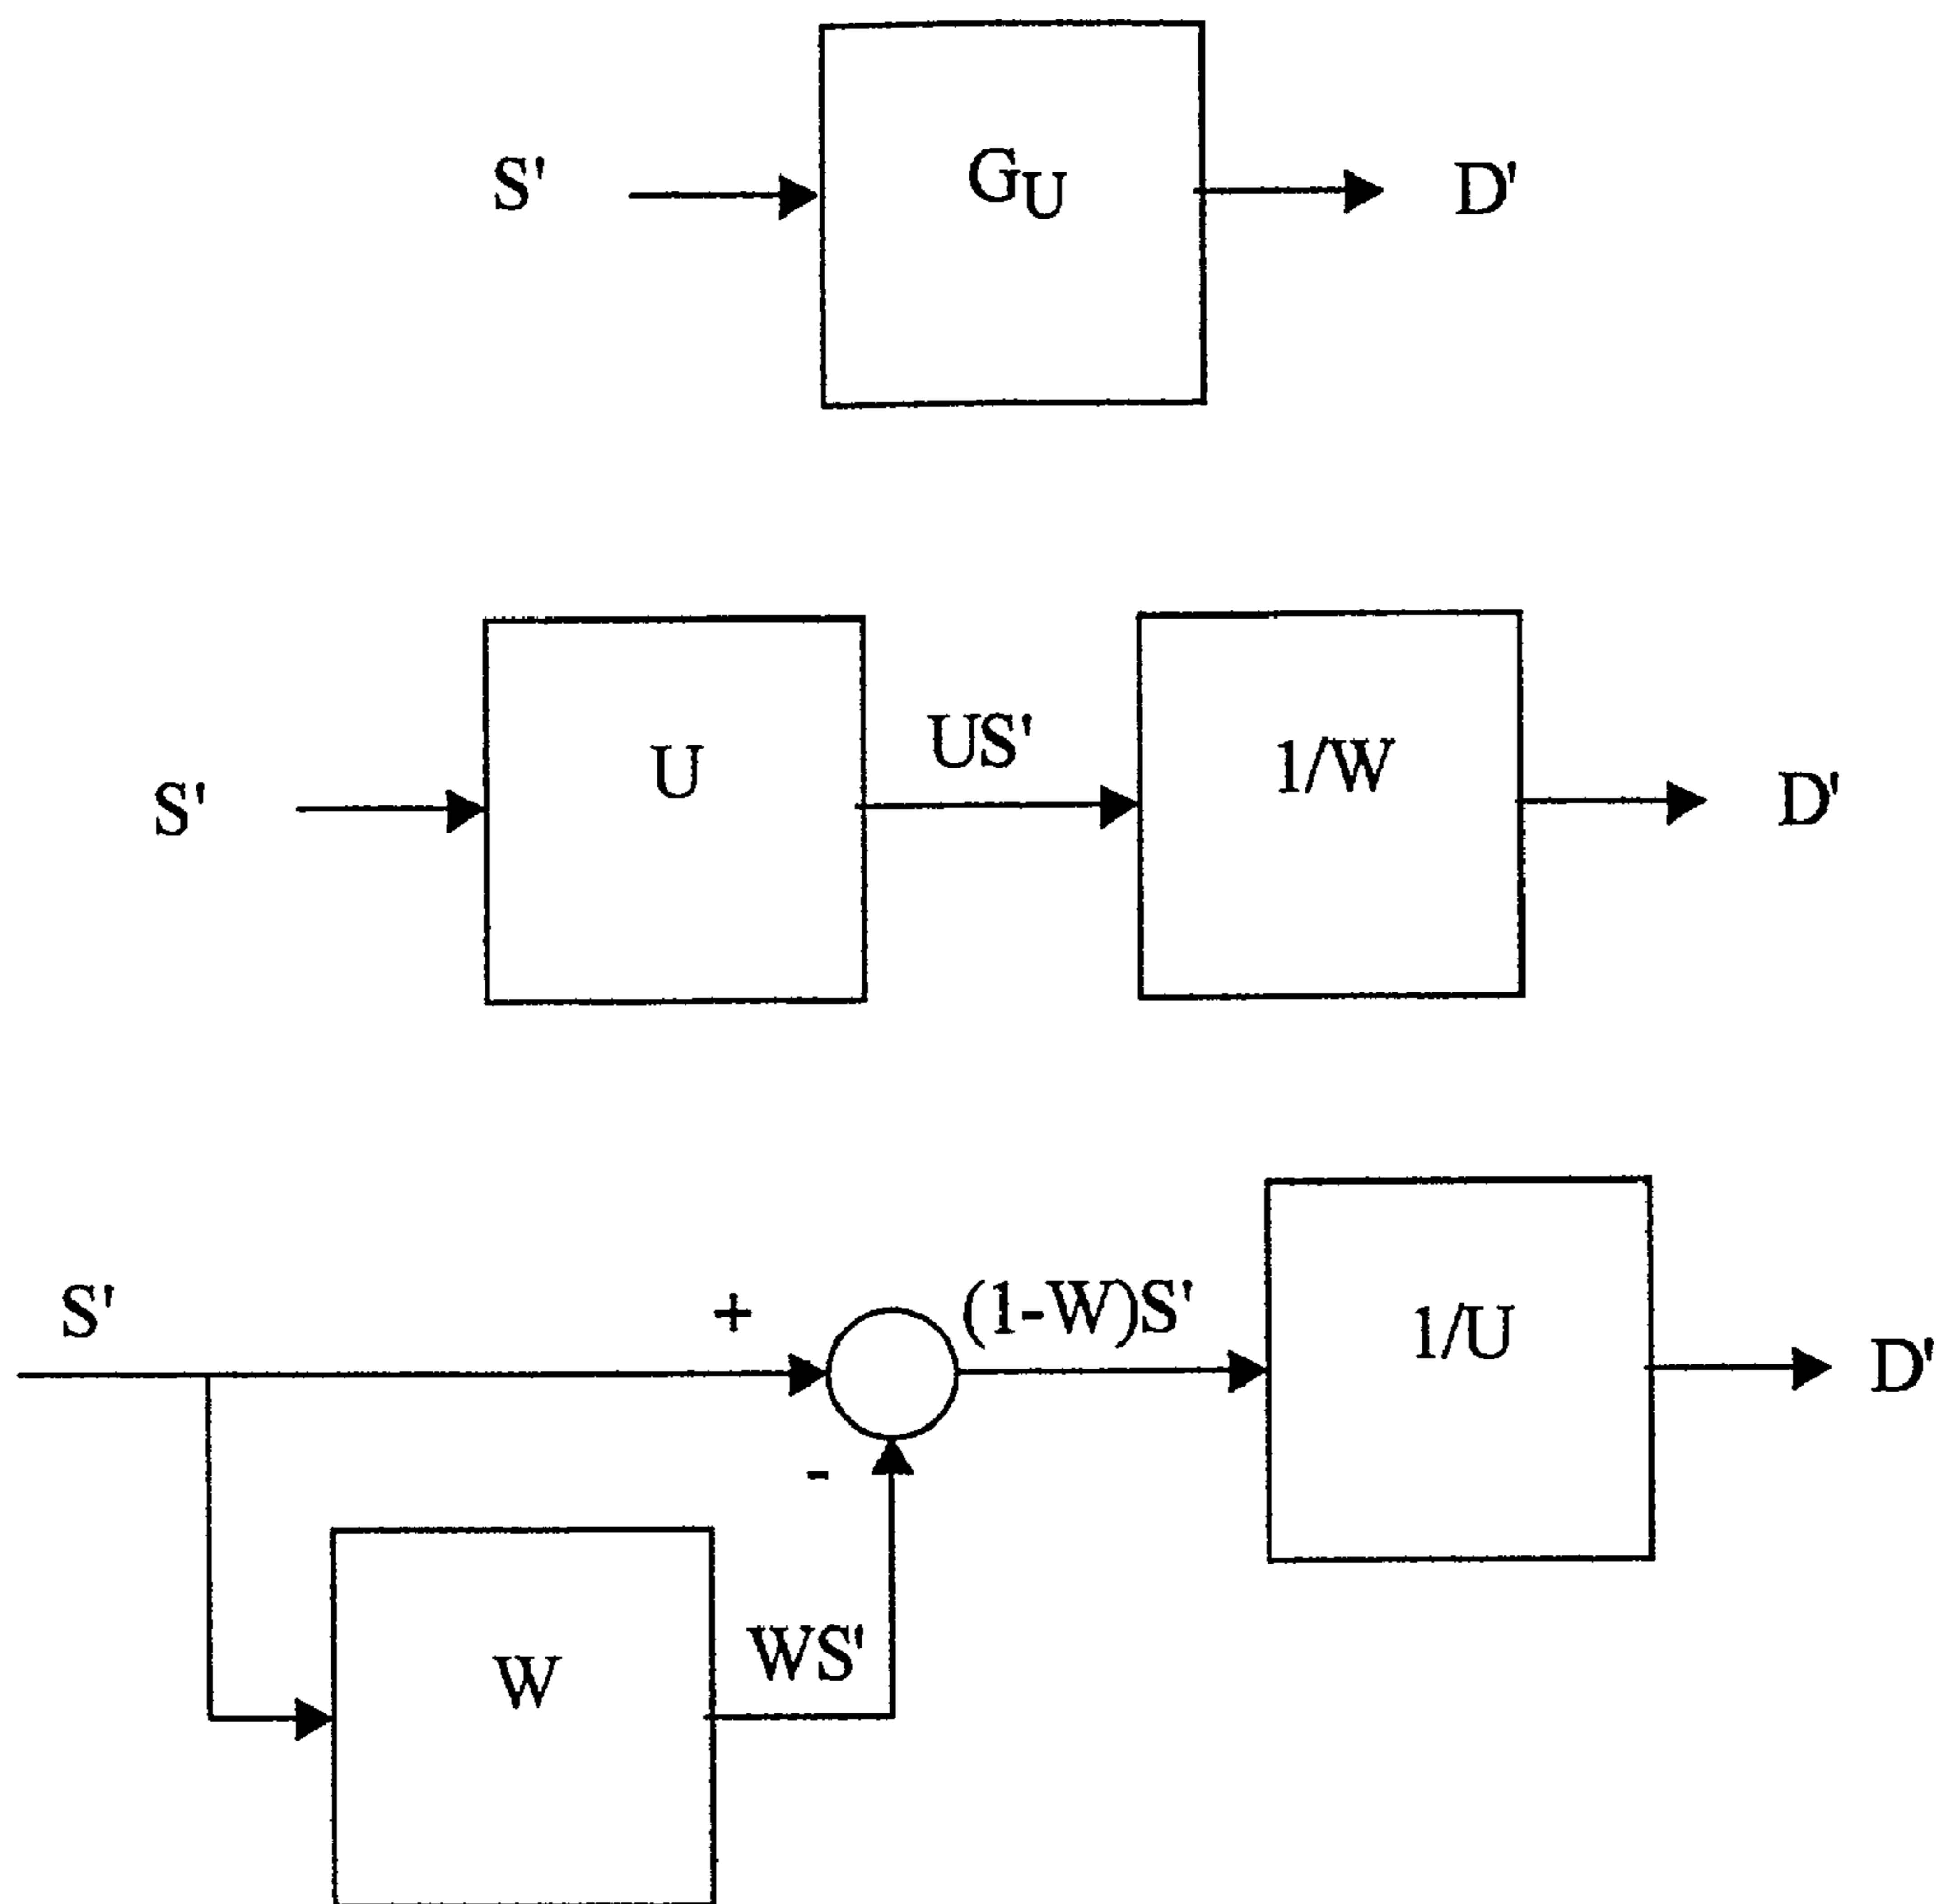 S' G_U D'
S' U US' 1/W D'
S' + (1-W)S' 1/U D'
-
W WS'